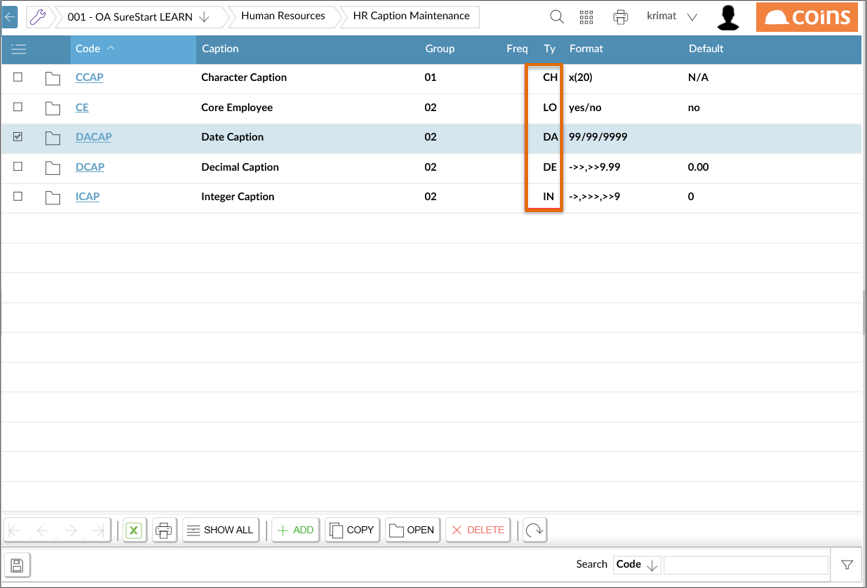 001 - OA SureStart LEARN Human Resources HR Caption Maintenance krimat coins
Code Caption Group Freq Ty Format Default
CCAP Character Caption 01 CH x(20) N/A
CE Core Employee 02 LO yes/no no
DACAP Date Caption 02 DA 99/99/9999
DCAP Decimal Caption 02 DE ->>,>>9.99 0.00
ICAP Integer Caption 02 IN ->,>>>,>>9 0
SHOW ALL ADD COPY OPEN DELETE
Search Code